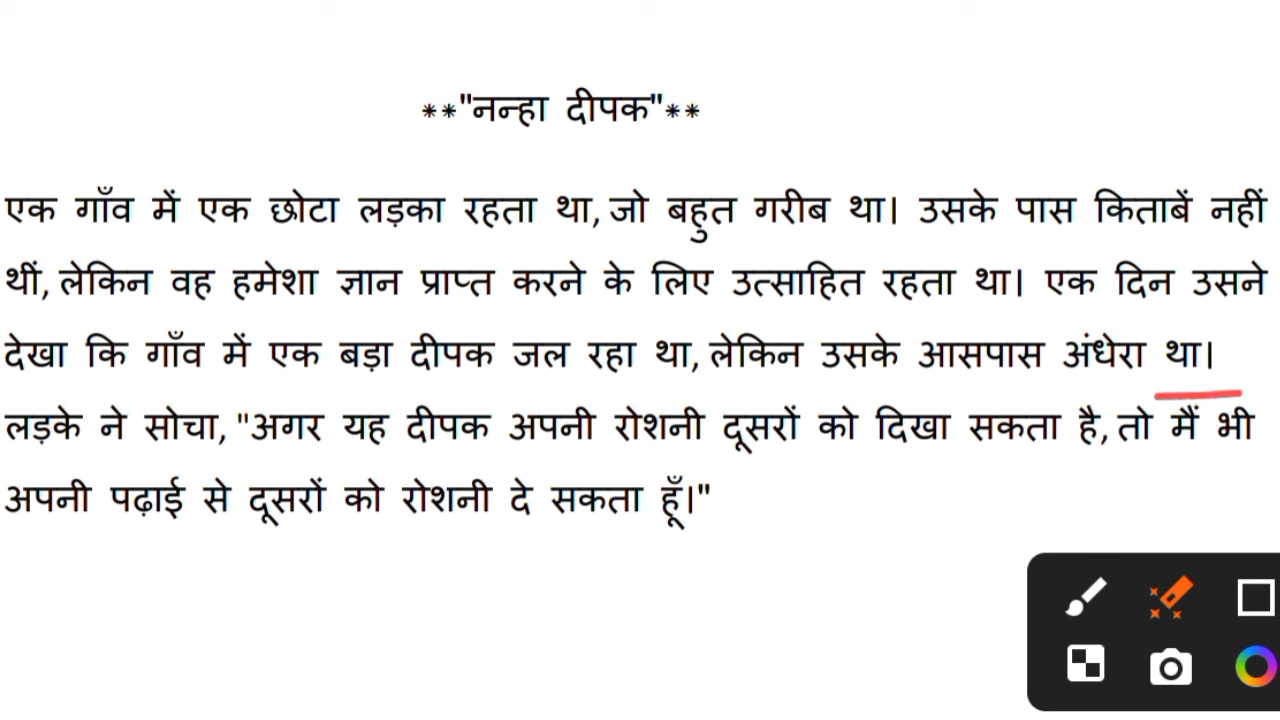 **"नन्हा दीपक"**
एक गाँव में एक छोटा लड़का रहता था, जो बहुत गरीब था। उसके पास किताबें नहीं
थीं, लेकिन वह हमेशा ज्ञान प्राप्त करने के लिए उत्साहित रहता था। एक दिन उसने
देखा कि गाँव में एक बड़ा दीपक जल रहा था, लेकिन उसके आसपास अंधेरा था।
लड़के ने सोचा, "अगर यह दीपक अपनी रोशनी दूसरों को दिखा सकता है, तो मैं भी
अपनी पढ़ाई से दूसरों को रोशनी दे सकता हूँ।"